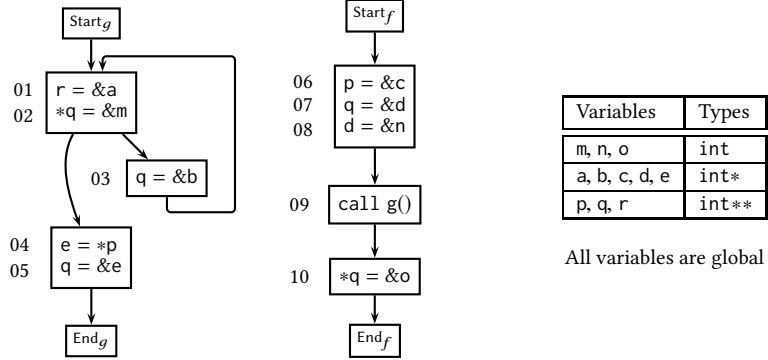 Start_g
01 r = &a
02 *q = &m
03 q = &b
04 e = *p
05 q = &e
End_g
Start_f
06 p = &c
07 q = &d
08 d = &n
09 call g()
10 *q = &o
End_f
Variables Types
m, n, o int
a, b, c, d, e int*
p, q, r int**
All variables are global